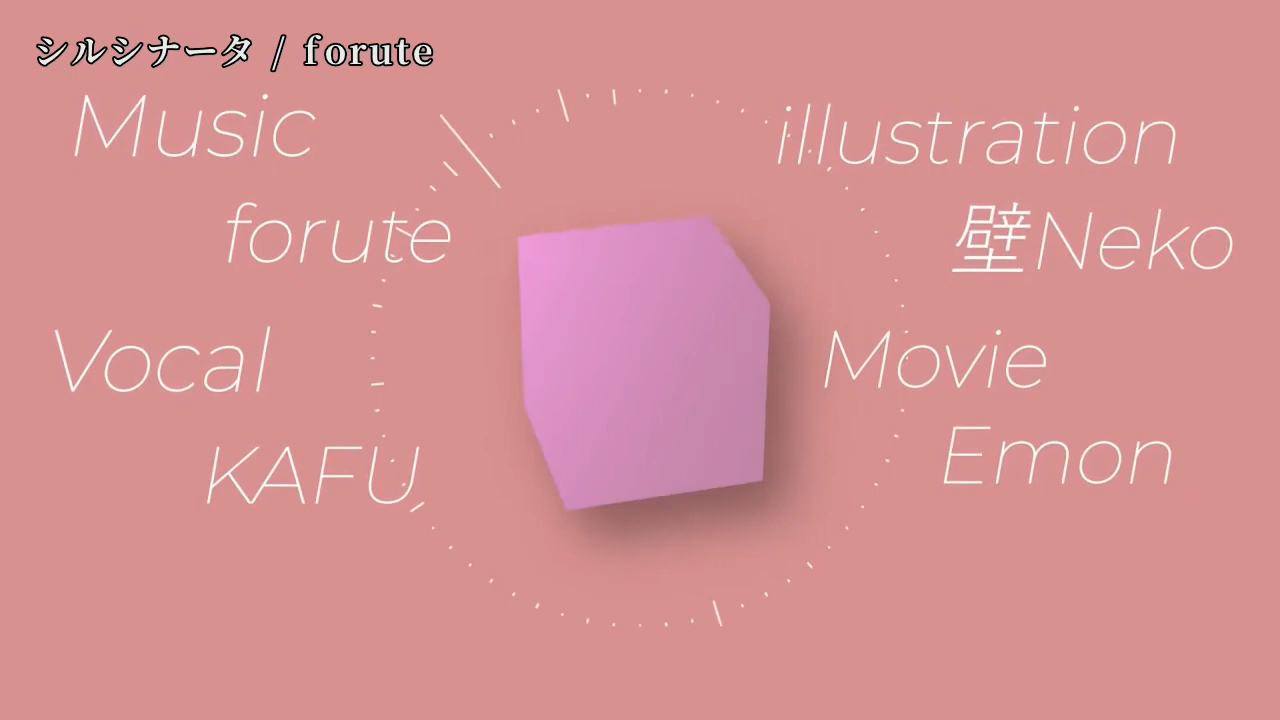 シルシナータ / forute
Music
forute
Vocal
KAFU
illustration
壁Neko
Movie
Emon